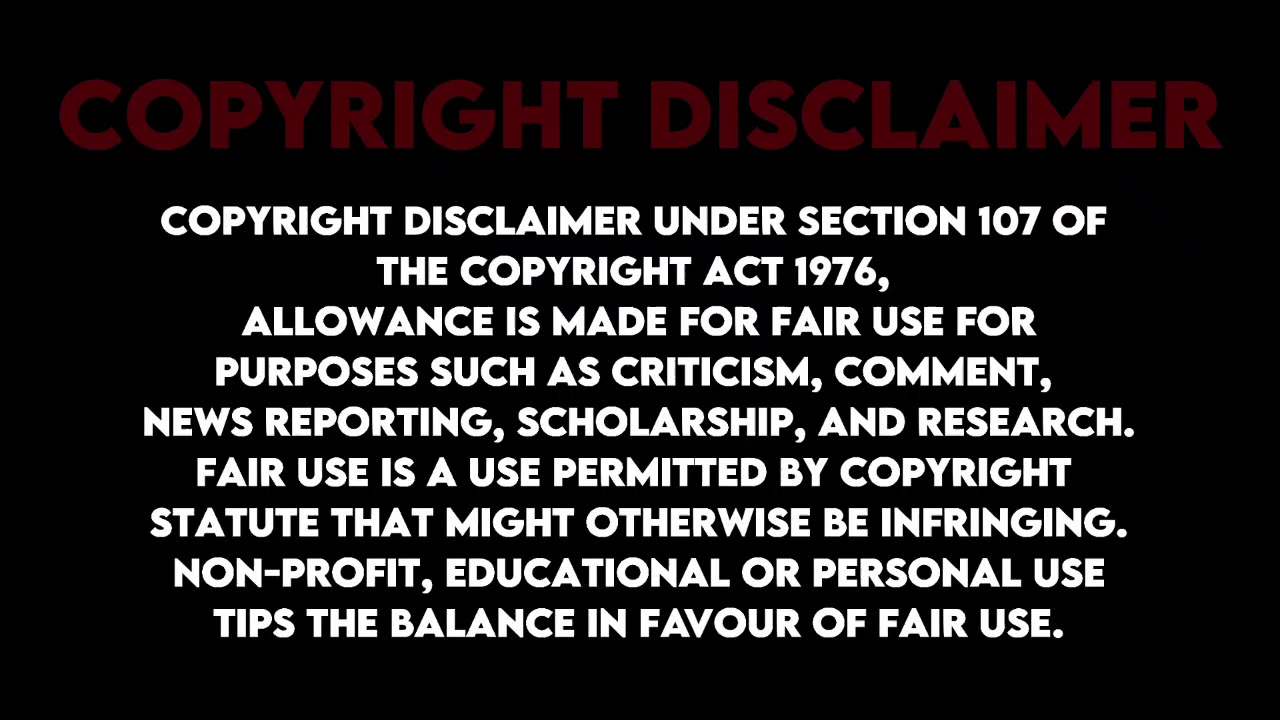 COPYRIGHT DISCLAIMER
COPYRIGHT DISCLAIMER UNDER SECTION 107 OF
THE COPYRIGHT ACT 1976,
ALLOWANCE IS MADE FOR FAIR USE FOR
PURPOSES SUCH AS CRITICISM, COMMENT,
NEWS REPORTING, SCHOLARSHIP, AND RESEARCH.
FAIR USE IS A USE PERMITTED BY COPYRIGHT
STATUTE THAT MIGHT OTHERWISE BE INFRINGING.
NON-PROFIT, EDUCATIONAL OR PERSONAL USE
TIPS THE BALANCE IN FAVOUR OF FAIR USE.